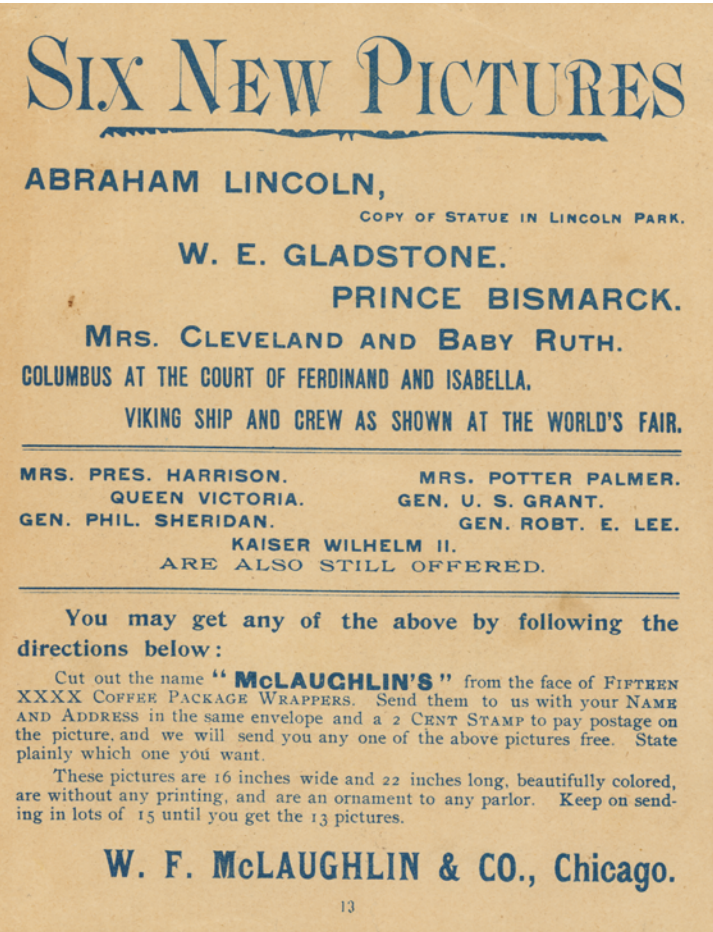 SIX NEW PICTURES
ABRAHAM LINCOLN,
COPY OF STATUE IN LINCOLN PARK.
W. E. GLADSTONE.
PRINCE BISMARCK.
MRS. CLEVELAND AND BABY RUTH.
COLUMBUS AT THE COURT OF FERDINAND AND ISABELLA.
VIKING SHIP AND CREW AS SHOWN AT THE WORLD'S FAIR.
MRS. PRES. HARRISON. MRS. POTTER PALMER.
QUEEN VICTORIA. GEN. U. S. GRANT.
GEN. PHIL. SHERIDAN. GEN. ROBT. E. LEE.
KAISER WILHELM II.
ARE ALSO STILL OFFERED.
You may get any of the above by following the
directions below:
Cut out the name "McLAUGHLIN'S" from the face of FIFTEEN
XXXX COFFEE PACKAGE WRAPPERS. Send them to us with your NAME
AND ADDRESS in the same envelope and a 2 CENT STAMP to pay postage on
the picture, and we will send you any one of the above pictures free. State
plainly which one you want.
These pictures are 16 inches wide and 22 inches long, beautifully colored,
are without any printing, and are an ornament to any parlor. Keep on send-
ing in lots of 15 until you get the 13 pictures.
W. F. McLAUGHLIN & CO., Chicago.
13